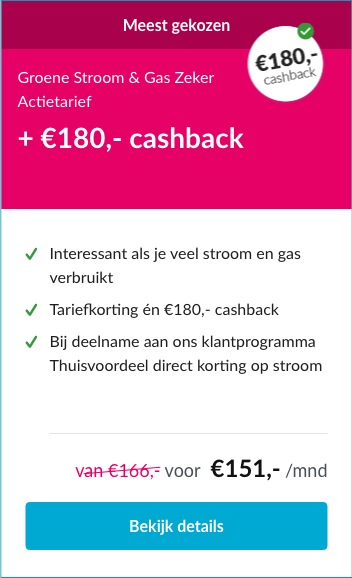 Meest gekozen
€180,-
cashback
Groene Stroom & Gas Zeker
Actietarief
+ €180,- cashback
Interessant als je veel stroom en gas
verbruikt
Tariefkorting én €180,- cashback
Bij deelname aan ons klantprogramma
Thuisvoordeel direct korting op stroom
van €166,- voor €151,- /mnd
Bekijk details